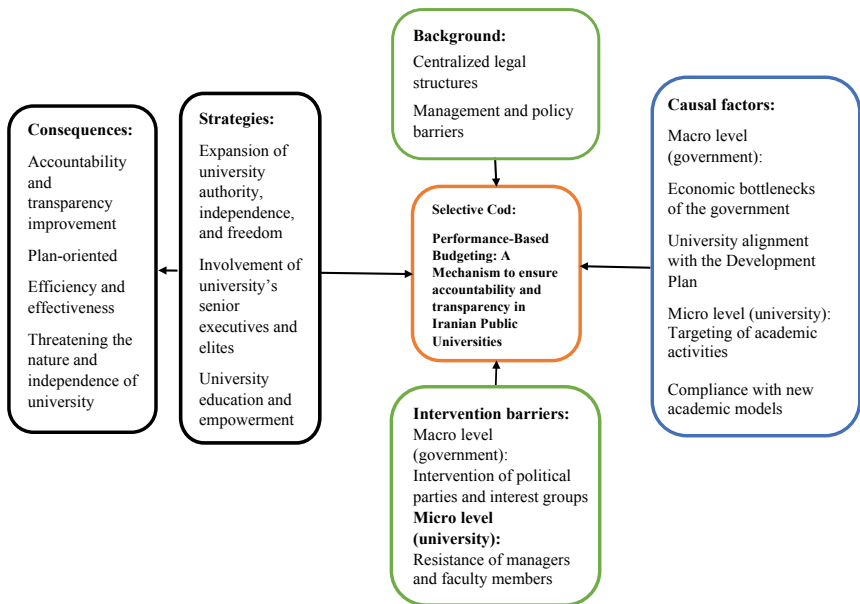 Background:
Centralized legal
structures
Management and policy
barriers
Consequences:
Accountability
and
transparency
improvement
Plan-oriented
Efficiency and
effectiveness
Threatening the
nature and
independence of
university
Strategies:
Expansion of
university
authority,
independence,
and freedom
Involvement of
university’s
senior
executives and
elites
University
education and
empowerment
Selective Cod:
Performance-Based
Budgeting: A
Mechanism to ensure
accountability and
transparency in
Iranian Public
Universities
Causal factors:
Macro level
(government):
Economic bottlenecks
of the government
University alignment
with the Development
Plan
Micro level (university):
Targeting of academic
activities
Compliance with new
academic models
Intervention barriers:
Macro level
(government):
Intervention of political
parties and interest groups
Micro level
(university):
Resistance of managers
and faculty members